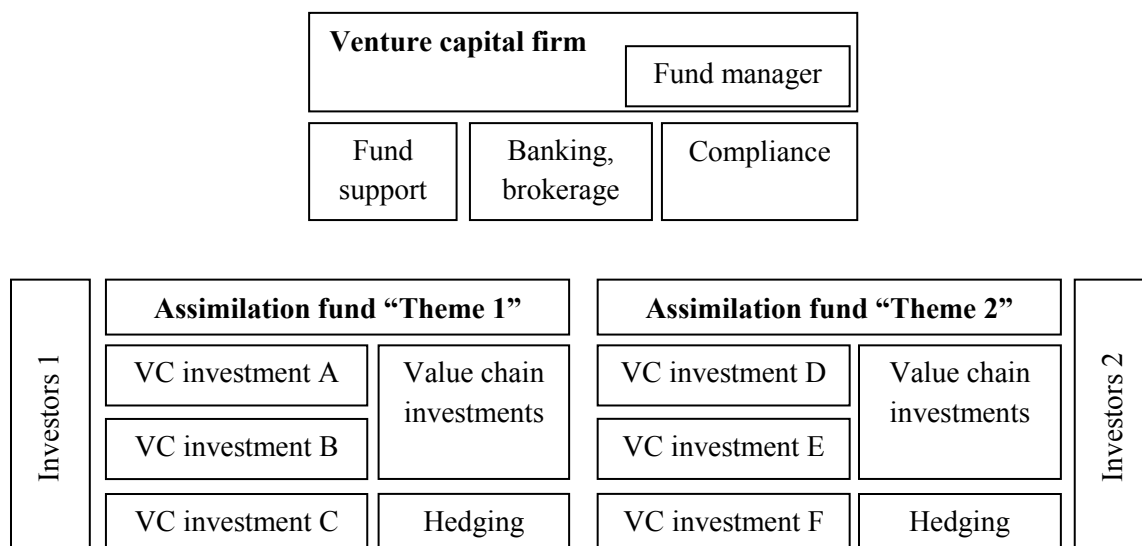 Venture capital firm
Fund manager
Fund
support
Banking,
brokerage
Compliance
Investors 1
Assimilation fund “Theme 1”
VC investment A
VC investment B
VC investment C
Value chain
investments
Hedging
Assimilation fund “Theme 2”
VC investment D
VC investment E
VC investment F
Value chain
investments
Hedging
Investors 2